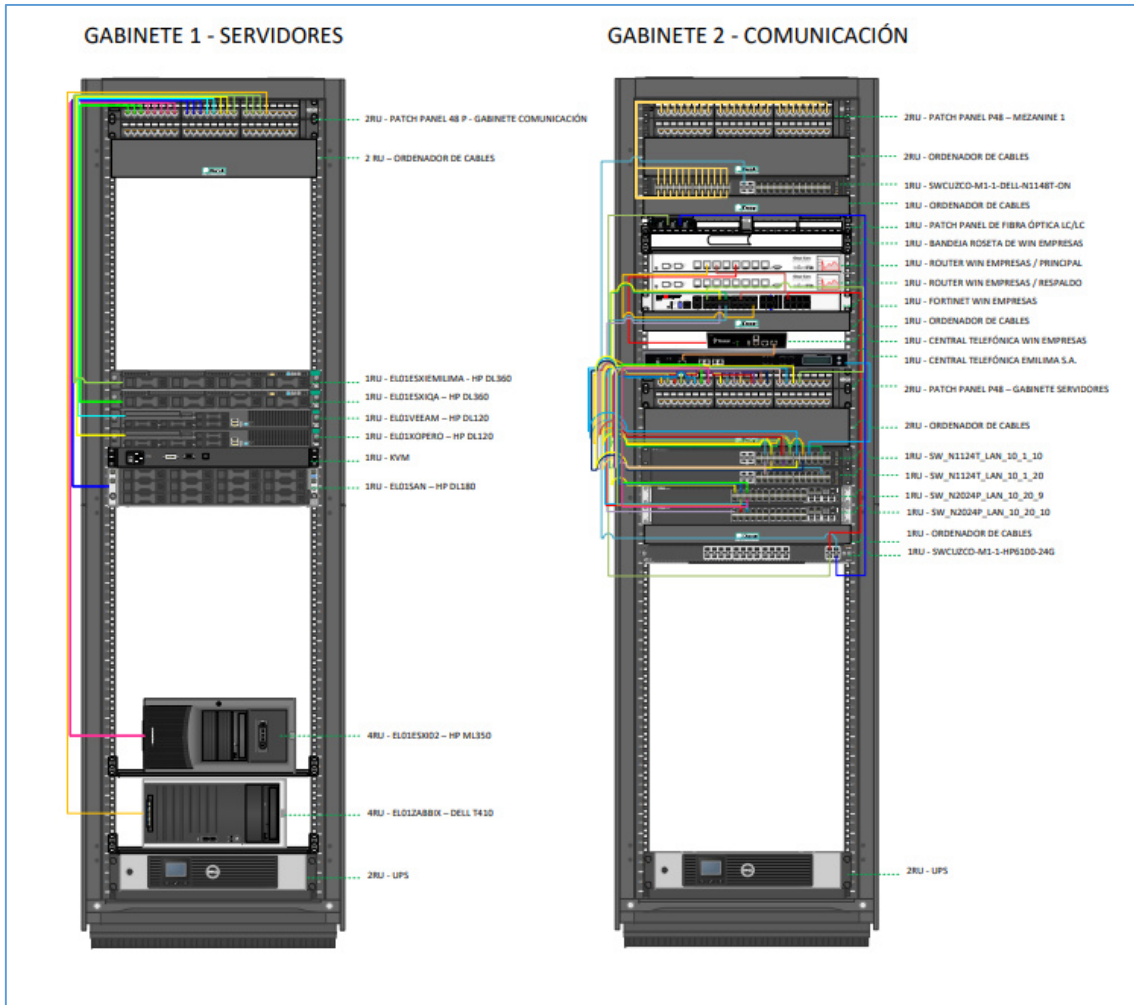 GABINETE 1 - SERVIDORES
2RU - PATCH PANEL 48 P - GABINETE COMUNICACIÓN
2 RU – ORDENADOR DE CABLES
1RU - EL01ESXIEMILIMA - HP DL360
1RU - EL01ESXIQA – HP DL360
1RU - EL01VEEAM – HP DL120
1RU - EL01XOPERO – HP DL120
1RU - KVM
1RU - EL01SAN – HP DL180
4RU - EL01ESXI02 – HP ML350
4RU - EL01ZABBIX – DELL T410
2RU - UPS
GABINETE 2 - COMUNICACIÓN
2RU - PATCH PANEL P48 – MEZANINE 1
2RU - ORDENADOR DE CABLES
1RU - SWCUZCO-M1-1-DELL-N1148T-ON
1RU - ORDENADOR DE CABLES
1RU - PATCH PANEL DE FIBRA ÓPTICA LC/LC
1RU - BANDEJA ROSETA DE WIN EMPRESAS
1RU - ROUTER WIN EMPRESAS / PRINCIPAL
1RU - ROUTER WIN EMPRESAS / RESPALDO
1RU - FORTINET WIN EMPRESAS
1RU - ORDENADOR DE CABLES
1RU - CENTRAL TELEFÓNICA WIN EMPRESAS
1RU - CENTRAL TELEFÓNICA EMILIMA S.A.
2RU - PATCH PANEL P48 – GABINETE SERVIDORES
2RU - ORDENADOR DE CABLES
1RU - SW_N1124T_LAN_10_1_10
1RU - SW_N1124T_LAN_10_1_20
1RU - SW_N2024P_LAN_10_20_9
1RU - SW_N2024P_LAN_10_20_10
1RU - ORDENADOR DE CABLES
1RU - SWCUZCO-M1-1-HP6100-24G
2RU - UPS